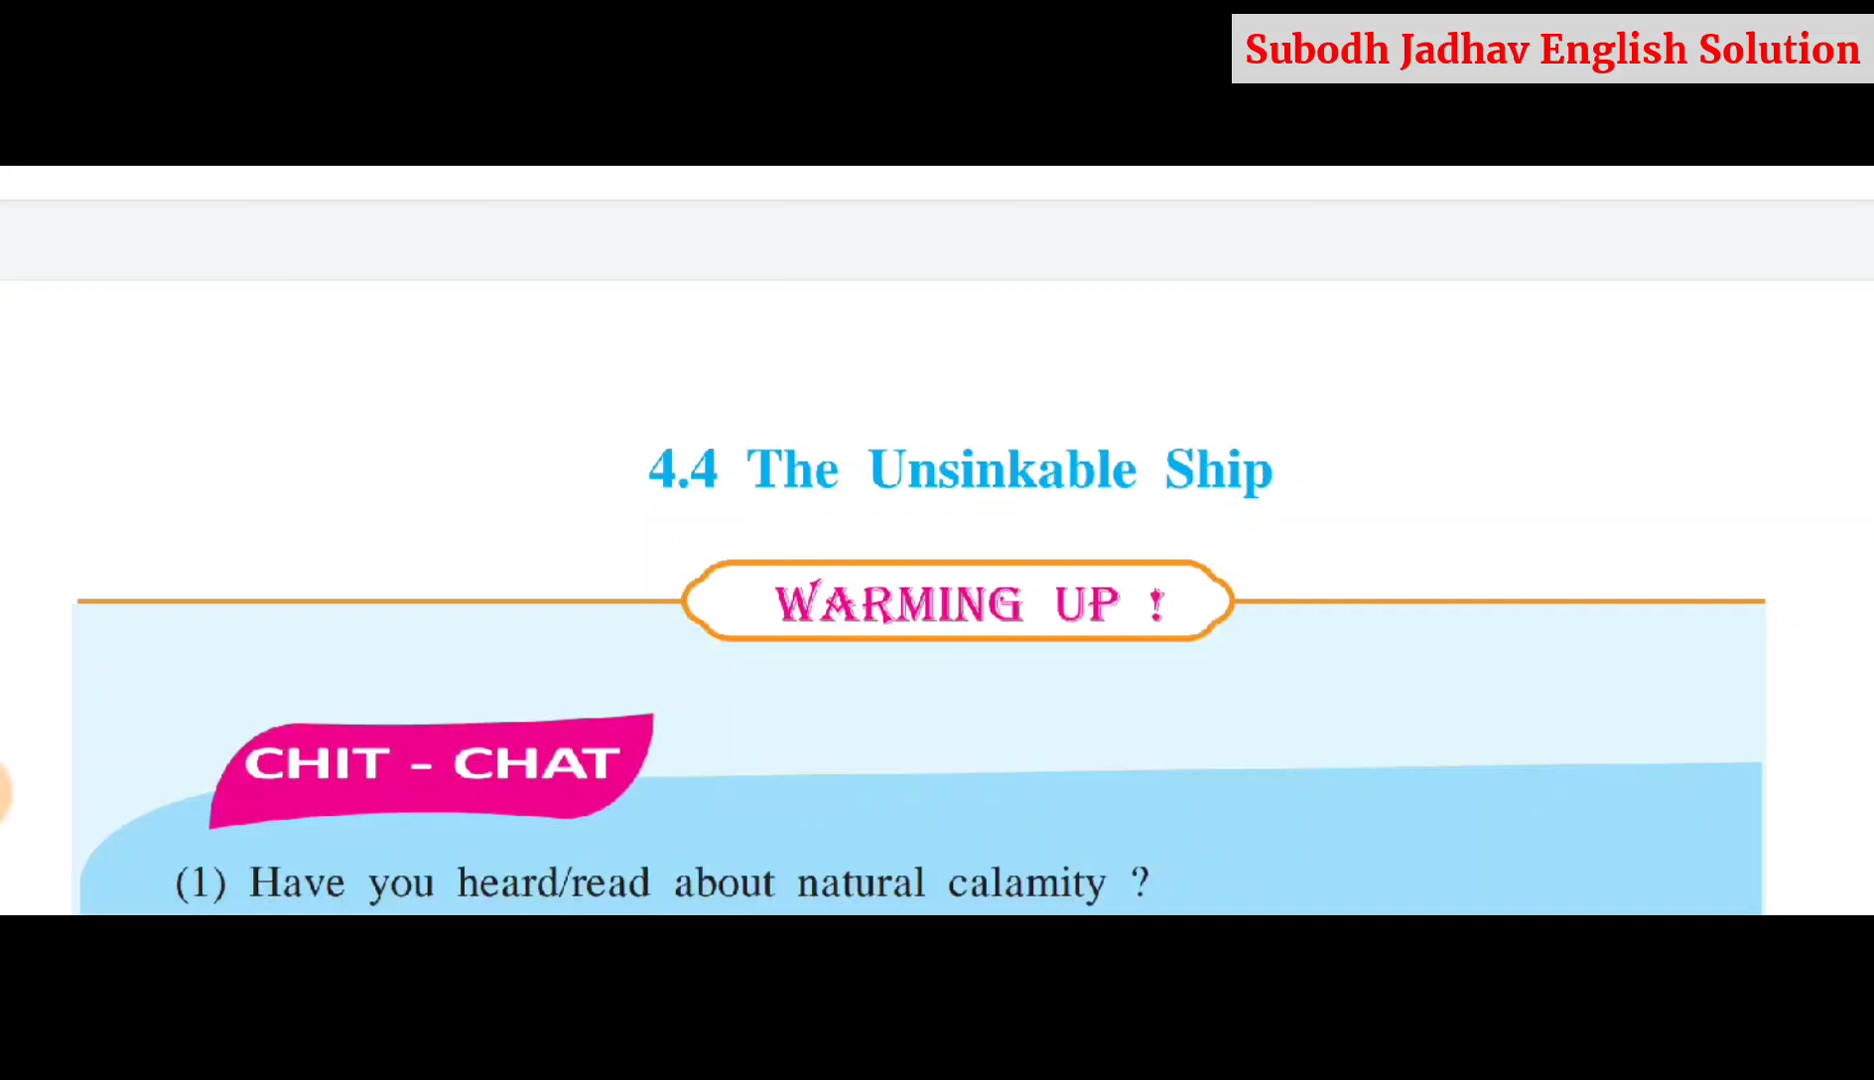 Subodh Jadhav English Solution
4.4 The Unsinkable Ship
WARMING UP !
CHIT - CHAT
(1) Have you heard/read about natural calamity ?